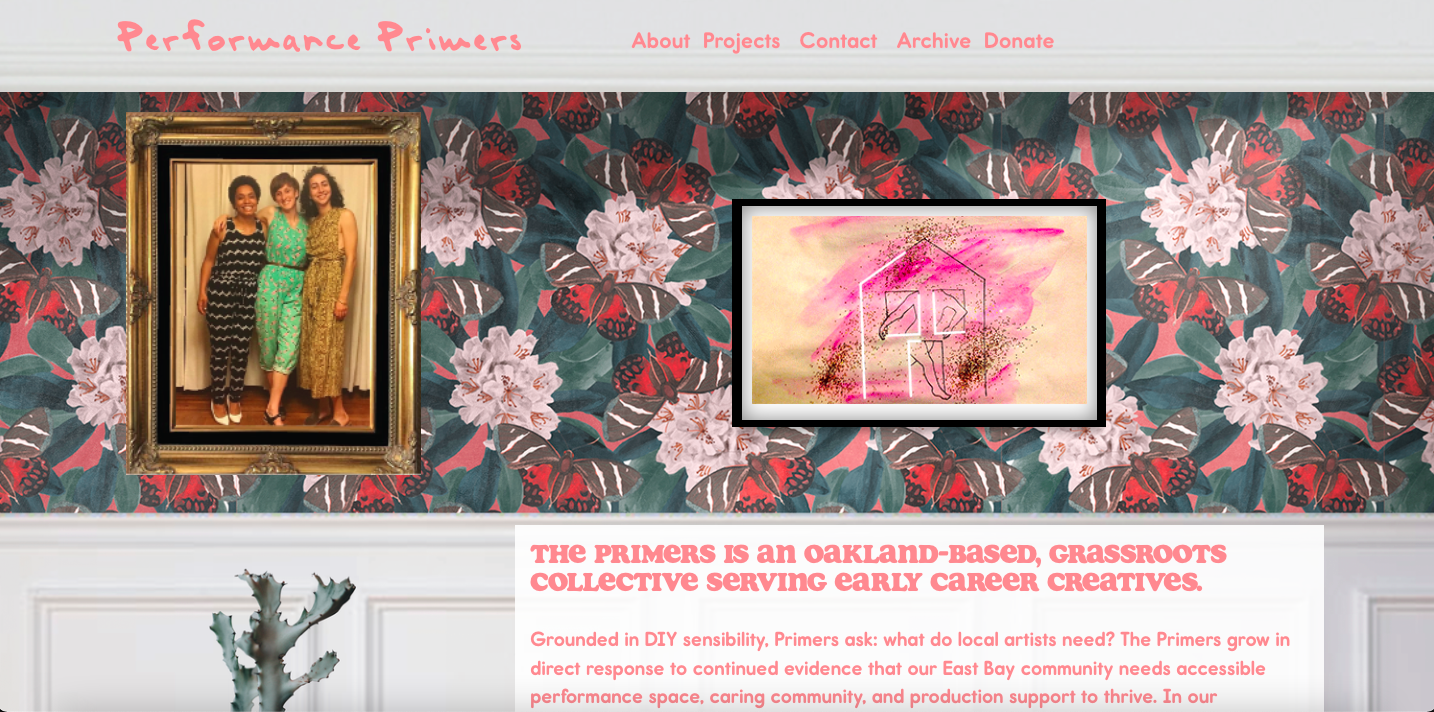 Performance Primers
About Projects Contact Archive Donate
THE PRIMERS IS AN OAKLAND-BASED, GRASSROOTS
COLLECTIVE SERVING EARLY CAREER CREATIVES.
Grounded in DIY sensibility, Primers ask: what do local artists need? The Primers grow in
direct response to continued evidence that our East Bay community needs accessible
performance space, caring community, and production support to thrive. In our